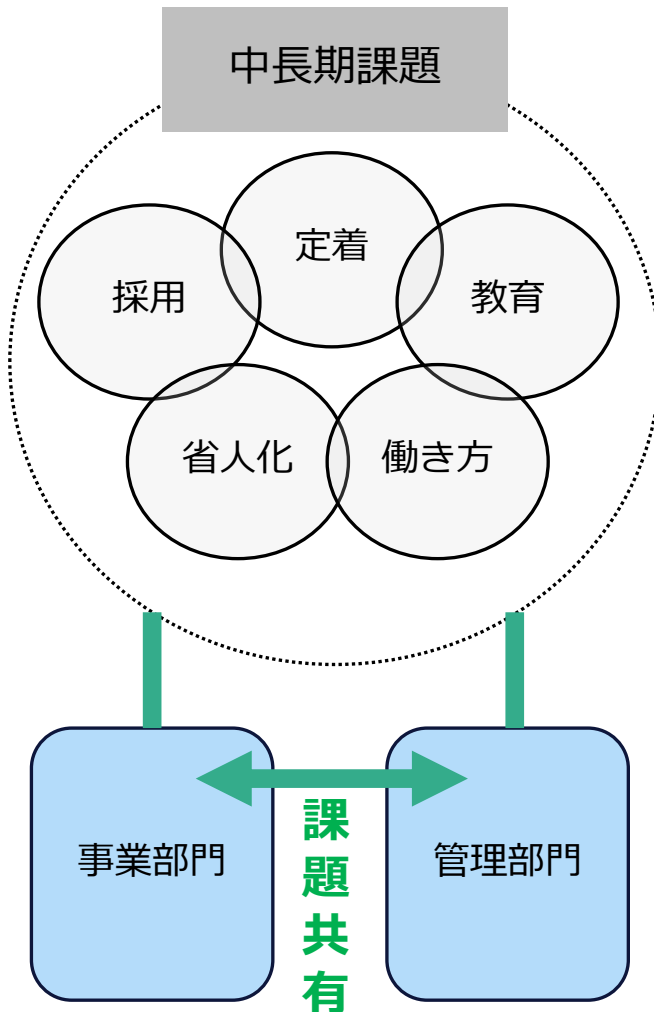 中長期課題
定着
採用
教育
省人化
働き方
事業部門
課題共有
管理部門